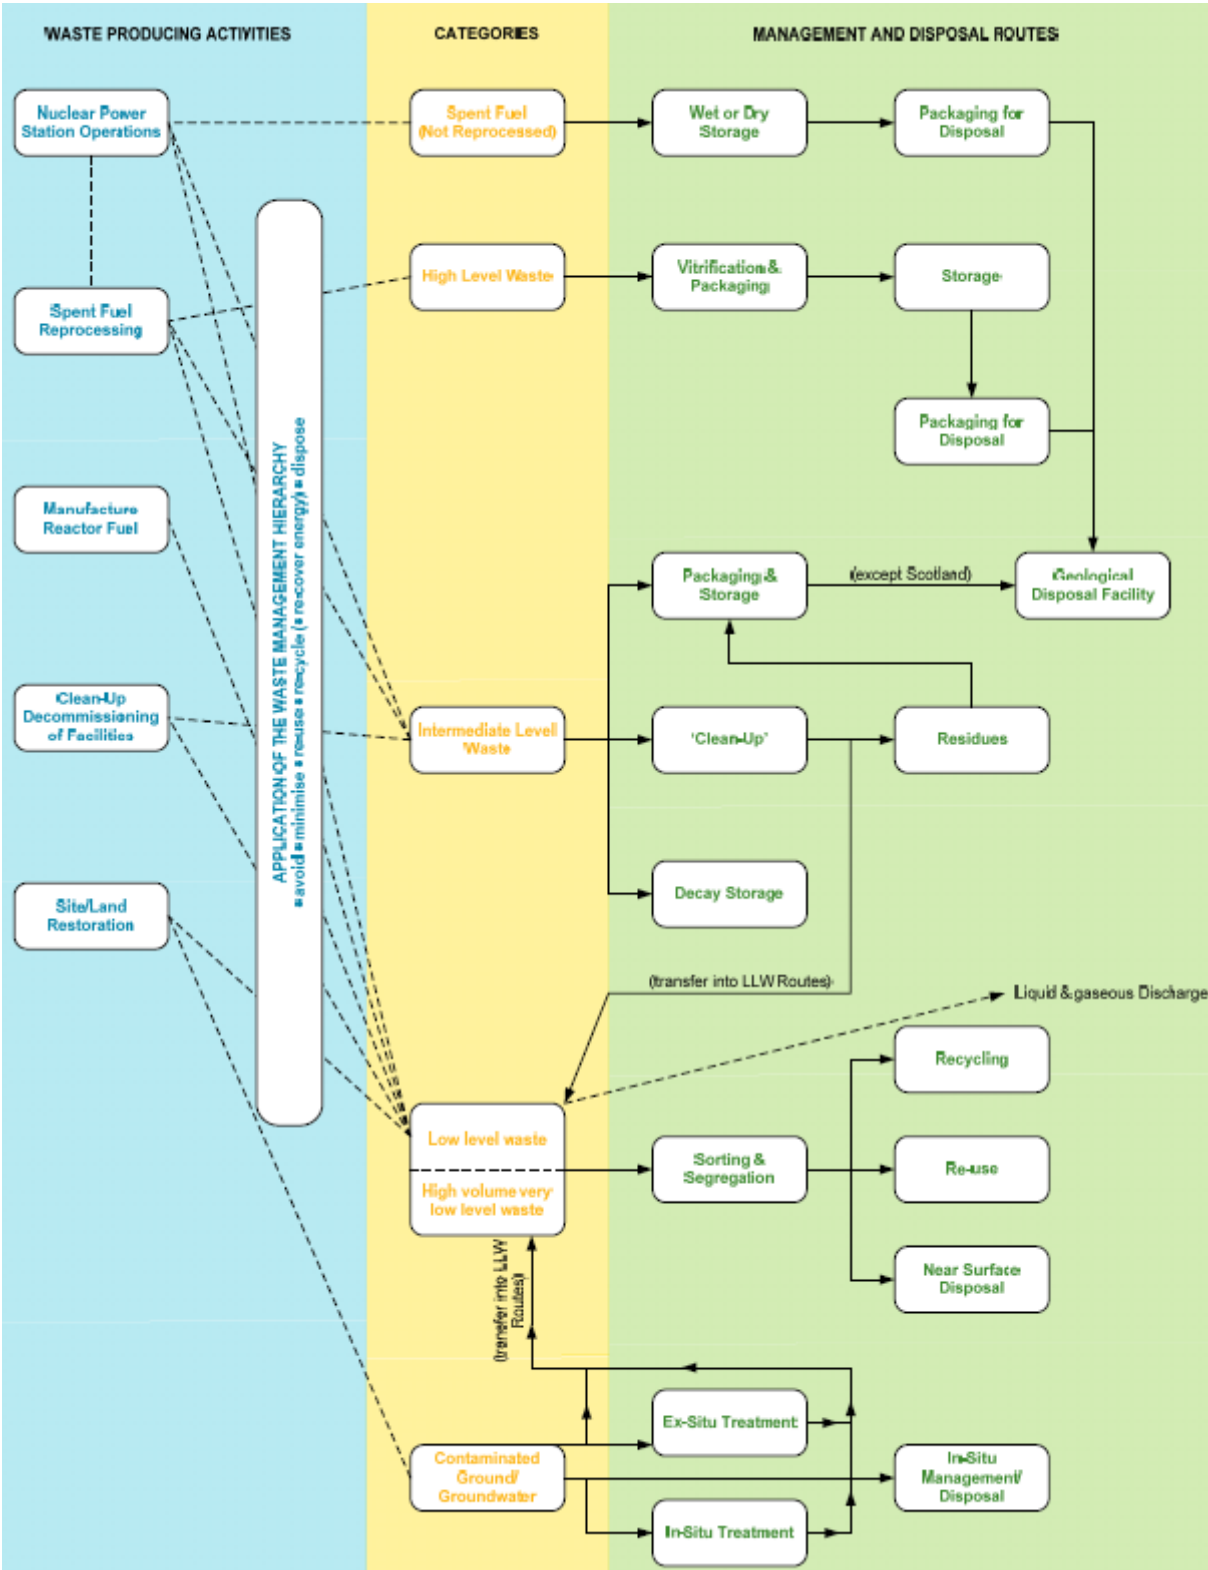 WASTE PRODUCING ACTIVITIES
CATEGORIES
MANAGEMENT AND DISPOSAL ROUTES
Nuclear Power
Station Operations
Spent Fuel
(Not Reprocessed)
Wet or Dry
Storage
Packaging for
Disposal
High Level Waste
Vitrification &
Packaging
Storage
Spent Fuel
Reprocessing
Packaging for
Disposal
APPLICATION OF THE WASTE MANAGEMENT HIERARCHY
• avoid • minimise • re-use • re-cycle (• re-cover energy) • dispose
Manufacture
Reactor Fuel
Packaging &
Storage
(except Scotland)
Geological
Disposal Facility
Clean-Up
Decommissioning
of Facilities
Intermediate Level
Waste
'Clean-Up'
Residues
Decay Storage
Site/Land
Restoration
(transfer into LLW Routes)
Liquid & gaseous Discharge
Recycling
Low level waste
High volume very
low level waste
Sorting &
Segregation
Re-use
Near Surface
Disposal
(transfer into LLW
Routes)
Ex-Situ Treatment
Contaminated
Ground/
Groundwater
In-Situ
Management/
Disposal
In-Situ Treatment